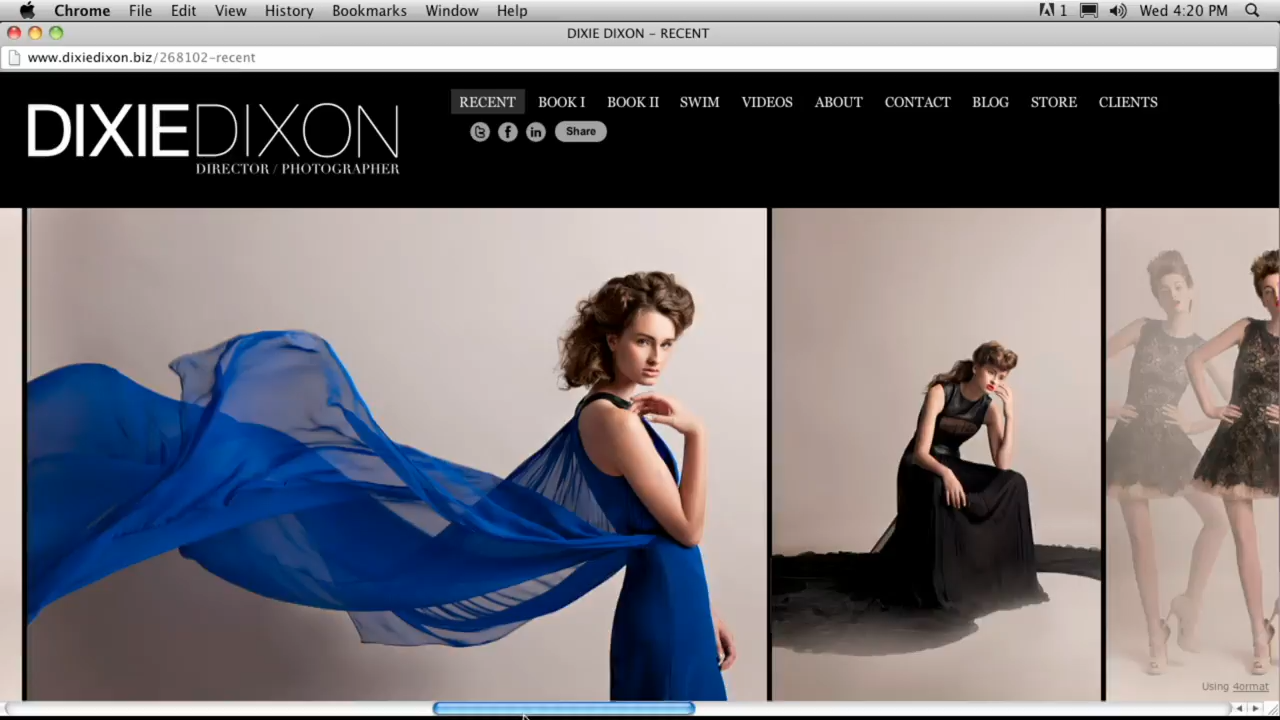 Chrome File Edit View History Bookmarks Window Help 1 Wed 4:20 PM
DIXIE DIXON – RECENT
www.dixiedixon.biz/268102-recent
DIXIEDIXON
DIRECTOR / PHOTOGRAPHER
RECENT BOOK I BOOK II SWIM VIDEOS ABOUT CONTACT BLOG STORE CLIENTS
Share
Using 4ormat